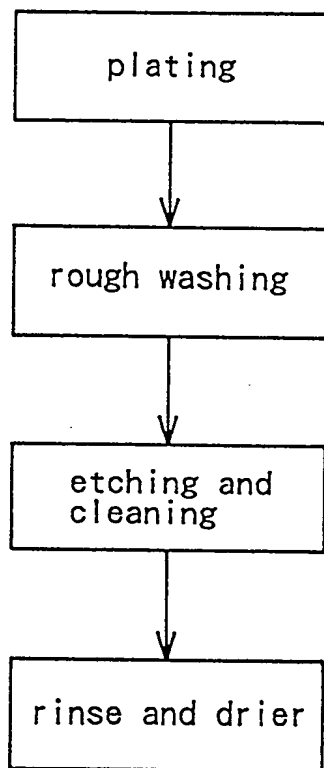 plating
rough washing
etching and
cleaning
rinse and drier